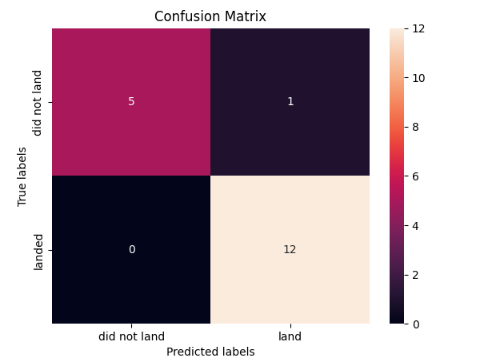 Confusion Matrix
did not land
landed
True labels
5
1
0
12
did not land
land
Predicted labels
12
10
8
6
4
2
0